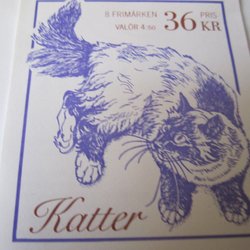 8 FRIMÄRKEN 36 PRIS-
VALÖR 4.50 KR
Katter